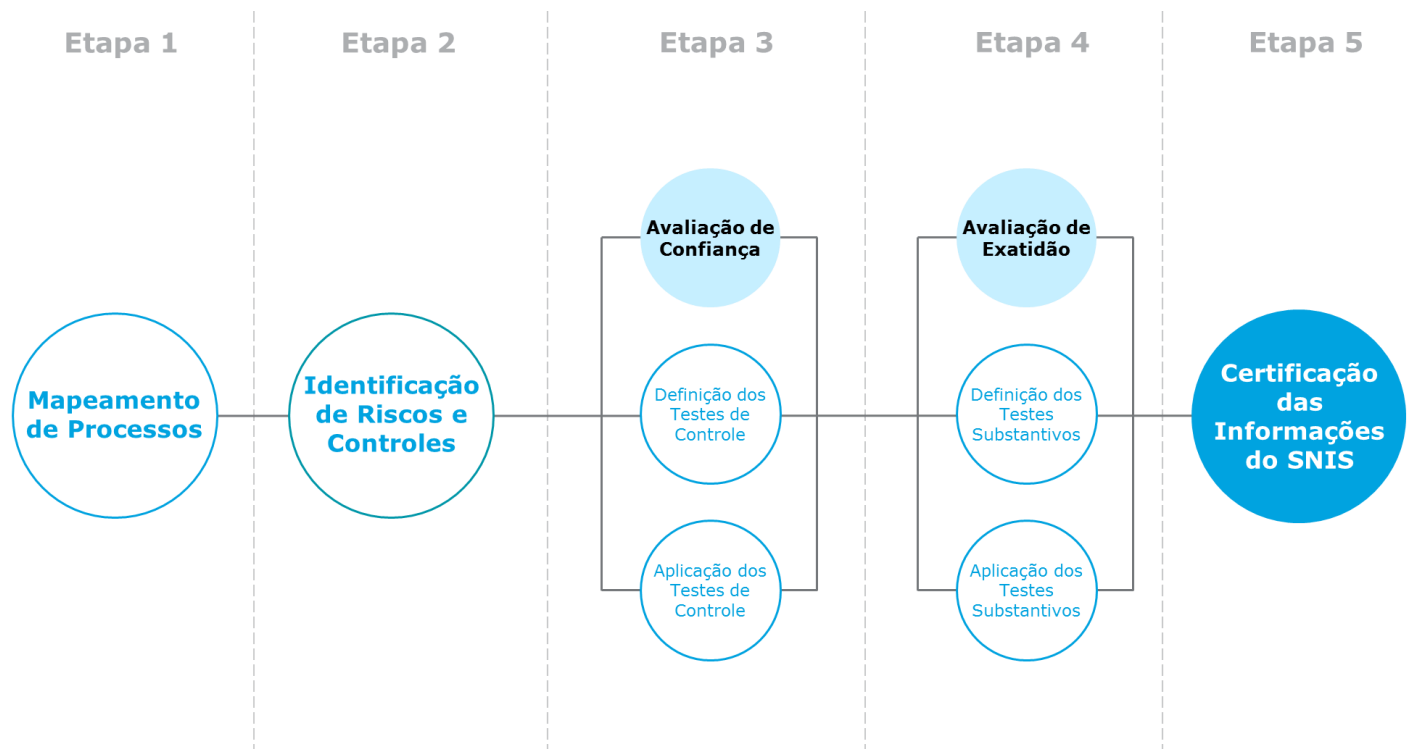 Etapa 1
Etapa 2
Etapa 3
Etapa 4
Etapa 5
Mapeamento
de Processos
Identificação
de Riscos e
Controles
Avaliação de
Confiança
Definição dos
Testes de
Controle
Aplicação dos
Testes de
Controle
Avaliação de
Exatidão
Definição dos
Testes
Substantivos
Aplicação dos
Testes
Substantivos
Certificação
das
Informações
do SNIS